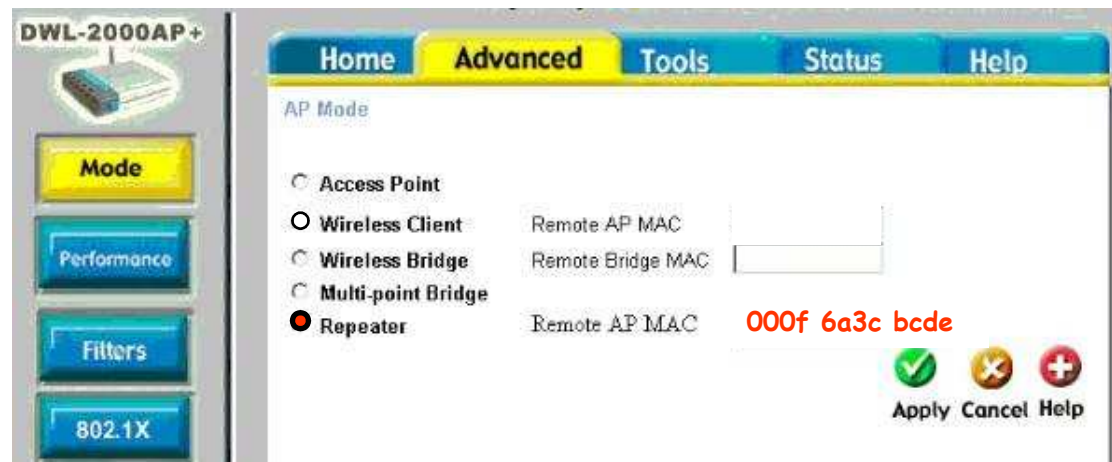 DWL-2000AP+
Home Advanced Tools Status Help
AP Mode
Mode
Access Point
Wireless Client Remote AP MAC
Performance
Wireless Bridge Remote Bridge MAC
Multi-point Bridge
Repeater Remote AP MAC 000f 6a3c bcde
Filters
Apply Cancel Help
802.1X